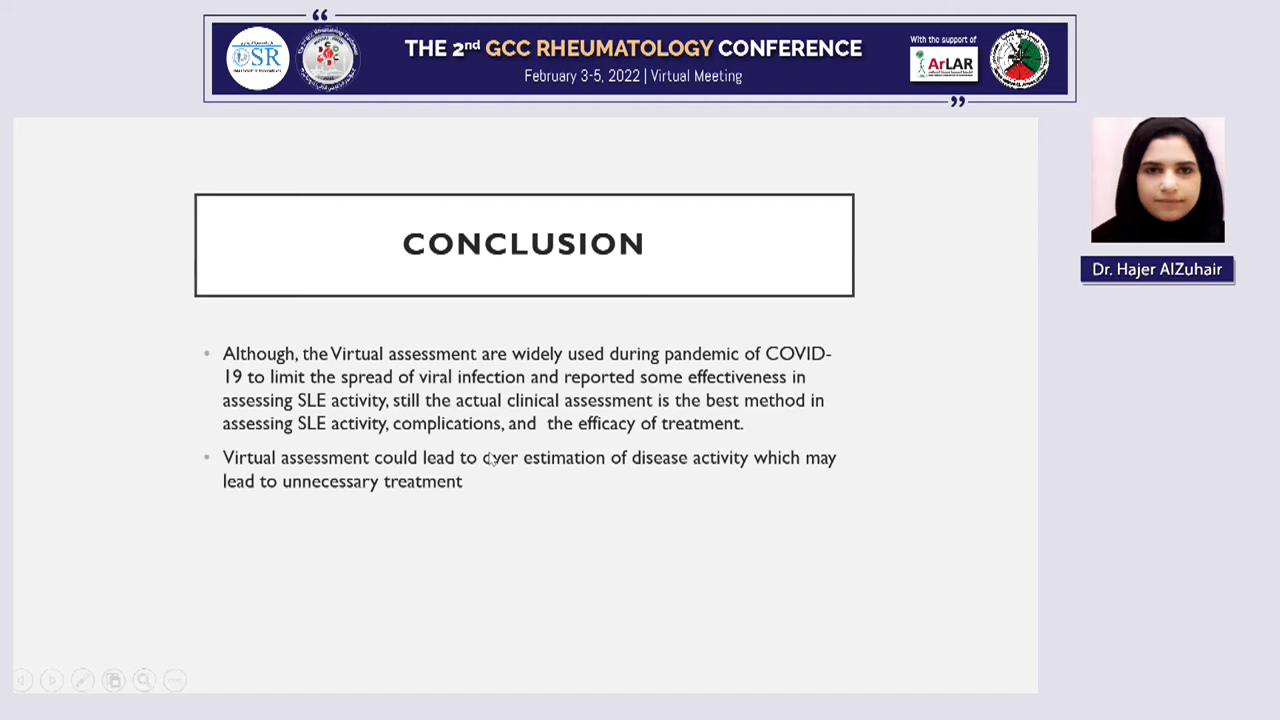 THE 2nd GCC RHEUMATOLOGY CONFERENCE
February 3-5, 2022 | Virtual Meeting
With the support of
OSR
ArLAR
Dr. Hajer AlZuhair
CONCLUSION
• Although, the Virtual assessment are widely used during pandemic of COVID-
19 to limit the spread of viral infection and reported some effectiveness in
assessing SLE activity, still the actual clinical assessment is the best method in
assessing SLE activity, complications, and the efficacy of treatment.
• Virtual assessment could lead to over estimation of disease activity which may
lead to unnecessary treatment